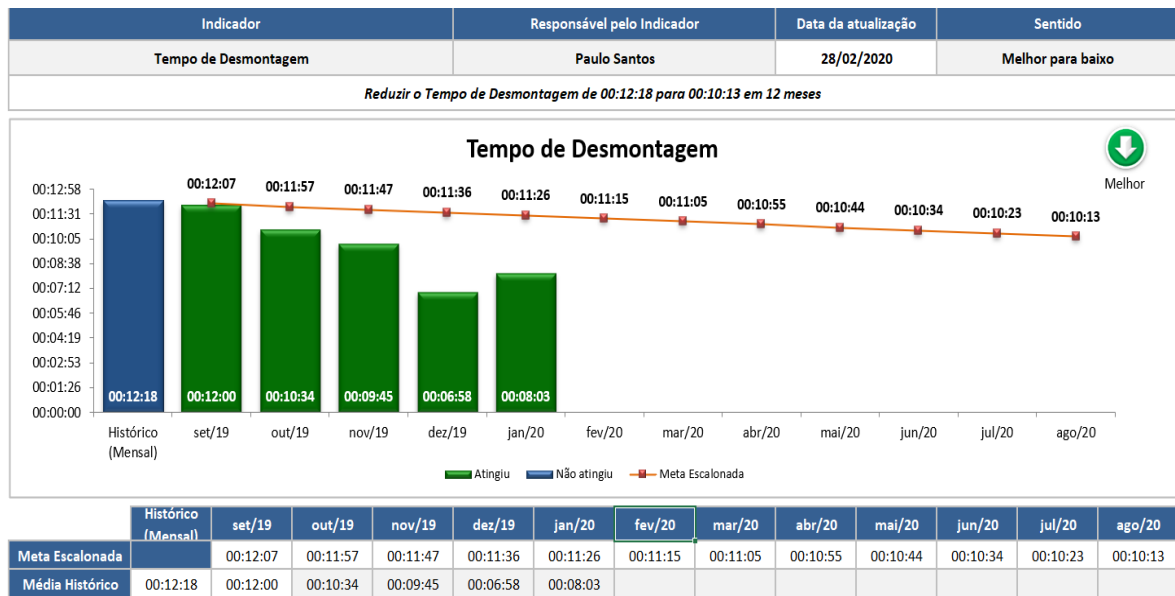 Indicador Responsável pelo Indicador Data da atualização Sentido
Tempo de Desmontagem Paulo Santos 28/02/2020 Melhor para baixo
Reduzir o Tempo de Desmontagem de 00:12:18 para 00:10:13 em 12 meses
Tempo de Desmontagem
Melhor
00:12:58
00:11:31
00:10:05
00:08:38
00:07:12
00:05:46
00:04:19
00:02:53
00:01:26
00:00:00
00:12:07 00:11:57 00:11:47 00:11:36 00:11:26 00:11:15 00:11:05 00:10:55 00:10:44 00:10:34 00:10:23 00:10:13
00:12:18 00:12:00 00:10:34 00:09:45 00:06:58 00:08:03
Histórico set/19 out/19 nov/19 dez/19 jan/20 fev/20 mar/20 abr/20 mai/20 jun/20 jul/20 ago/20
(Mensal)
Atingiu Não atingiu Meta Escalonada
Histórico
(Mensal) set/19 out/19 nov/19 dez/19 jan/20 fev/20 mar/20 abr/20 mai/20 jun/20 jul/20 ago/20
Meta Escalonada 00:12:07 00:11:57 00:11:47 00:11:36 00:11:26 00:11:15 00:11:05 00:10:55 00:10:44 00:10:34 00:10:23 00:10:13
Média Histórico 00:12:18 00:12:00 00:10:34 00:09:45 00:06:58 00:08:03